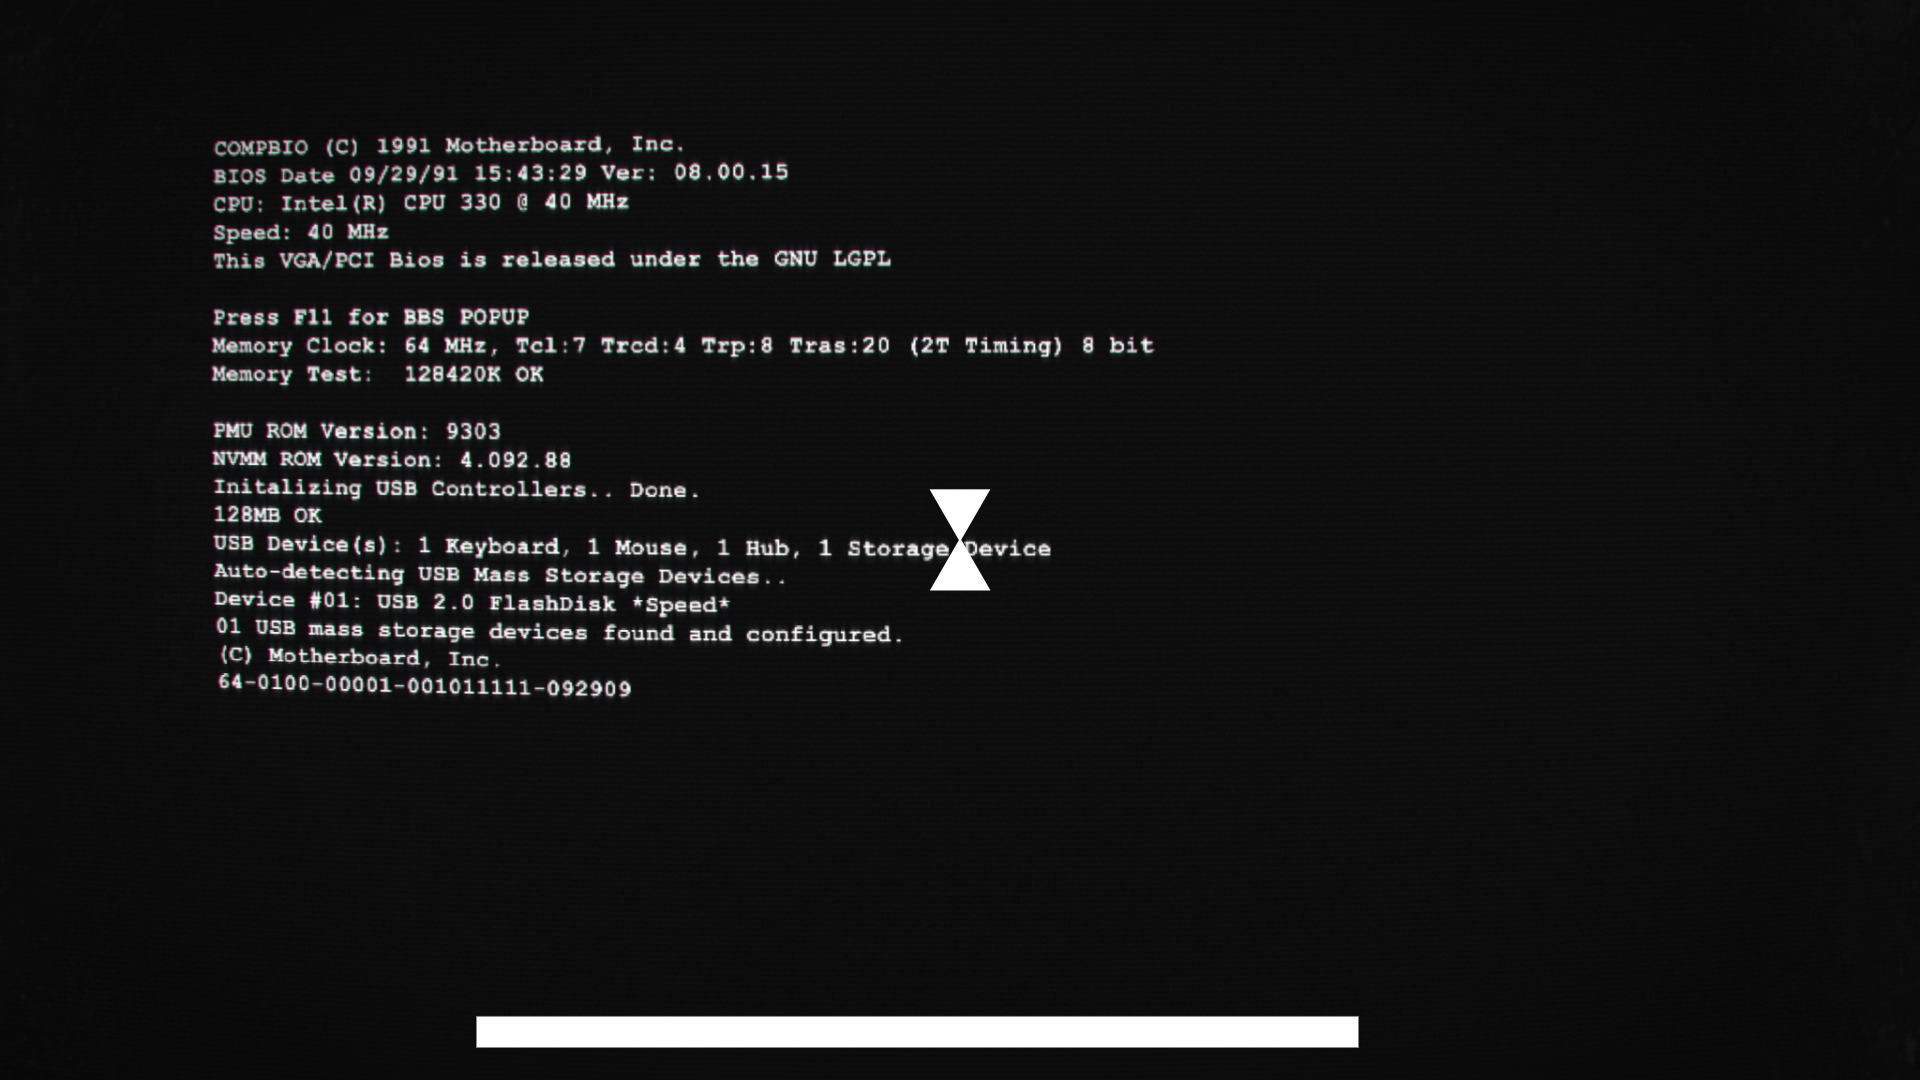 COMPBIO (C) 1991 Motherboard, Inc.
BIOS Date 09/29/91 15:43:29 Ver: 08.00.15
CPU: Intel(R) CPU 330 @ 40 MHz
Speed: 40 MHz
This VGA/PCI Bios is released under the GNU LGPL
Press F11 for BBS POPUP
Memory Clock: 64 MHz, Tcl:7 Trcd:4 Trp:8 Tras:20 (2T Timing) 8 bit
Memory Test: 128420K OK
PMU ROM Version: 9303
NVMM ROM Version: 4.092.88
Initalizing USB Controllers.. Done.
128MB OK
USB Device(s): 1 Keyboard, 1 Mouse, 1 Hub, 1 Storage Device
Auto-detecting USB Mass Storage Devices..
Device #01: USB 2.0 FlashDisk *Speed*
01 USB mass storage devices found and configured.
(C) Motherboard, Inc.
64-0100-00001-001011111-092909